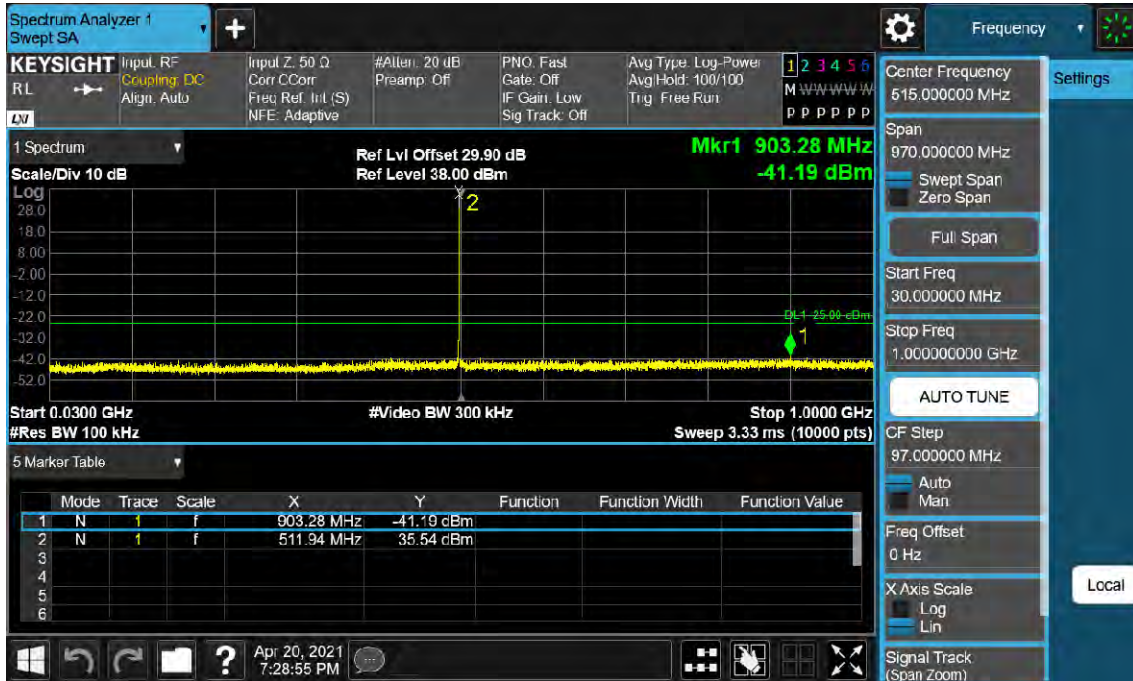 Spectrum Analyzer 1
Swept SA
+
Frequency
KEYSIGHT
RL
LXI
Input: RF
Coupling: DC
Align: Auto
Input Z: 50 Ω
Corr CCorr
Freq Ref: Int (S)
NFE: Adaptive
#Atten: 20 dB
Preamp: Off
PNO: Fast
Gate: Off
IF Gain: Low
Sig Track: Off
Avg Type: Log-Power
Avg|Hold: 100/100
Trig: Free Run
1 2 3 4 5 6
M W W W W W
P P P P P P
1 Spectrum
Scale/Div 10 dB
Ref Lvl Offset 29.90 dB
Ref Level 38.00 dBm
Mkr1 903.28 MHz
-41.19 dBm
Log
28.0
18.0
8.00
-2.00
-12.0
-22.0
-32.0
-42.0
-52.0
2
DL1 -25.00 dBm
1
Start 0.0300 GHz
#Res BW 100 kHz
#Video BW 300 kHz
Stop 1.0000 GHz
Sweep 3.33 ms (10000 pts)
5 Marker Table
Mode Trace Scale X Y Function Function Width Function Value
1 N 1 f 903.28 MHz -41.19 dBm
2 N 1 f 511.94 MHz 35.54 dBm
3
4
5
6
Apr 20, 2021
7:28:55 PM
?
Center Frequency
515.000000 MHz
Settings
Span
970.000000 MHz
Swept Span
Zero Span
Full Span
Start Freq
30.000000 MHz
Stop Freq
1.000000000 GHz
AUTO TUNE
CF Step
97.000000 MHz
Auto
Man
Freq Offset
0 Hz
X Axis Scale
Log
Lin
Local
Signal Track
(Span Zoom)